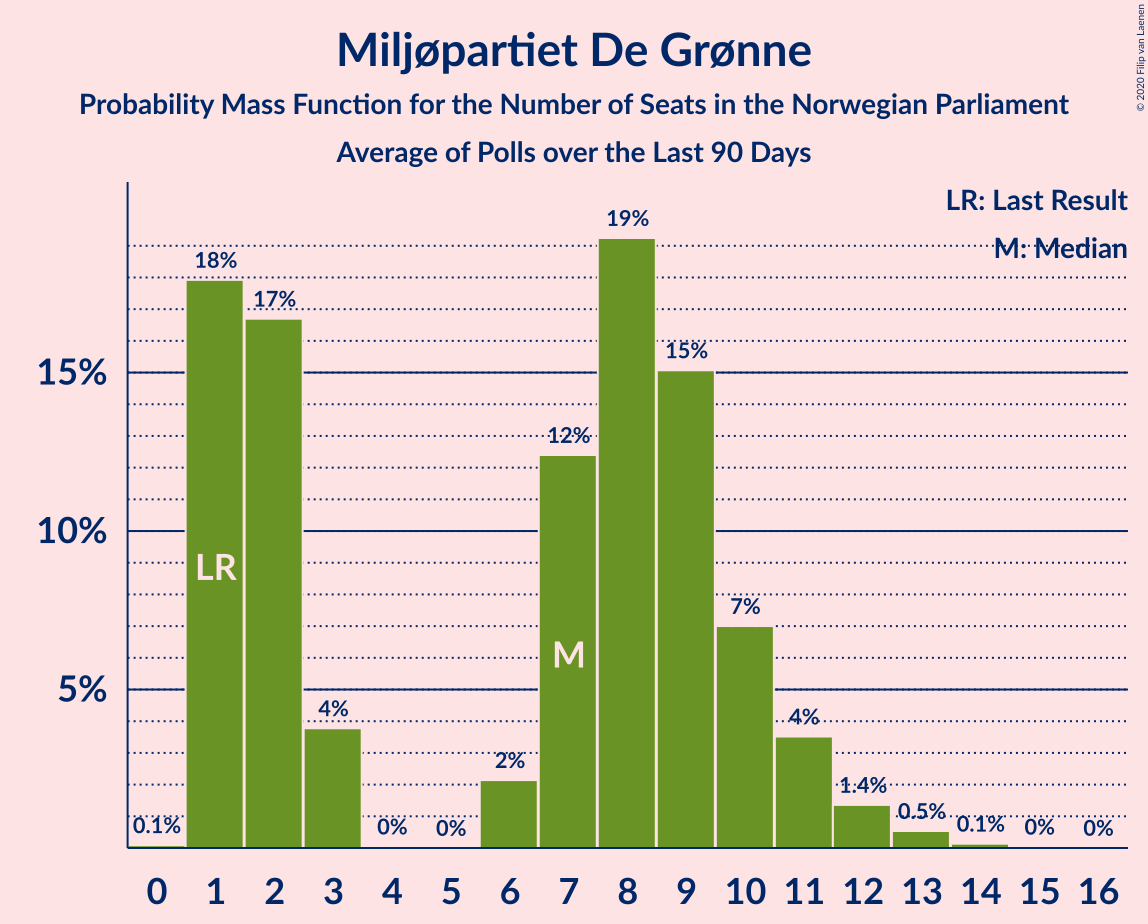 Miljøpartiet De Grønne
Probability Mass Function for the Number of Seats in the Norwegian Parliament
Average of Polls over the Last 90 Days
© 2020 Filip van Laenen
LR: Last Result
M: Median
19%
18%
17%
15%
15%
12%
10%
LR
7%
M
5%
4%
4%
2%
1.4%
0.5%
0.1%
0%
0%
0.1%
0%
0%
0 1 2 3 4 5 6 7 8 9 10 11 12 13 14 15 16